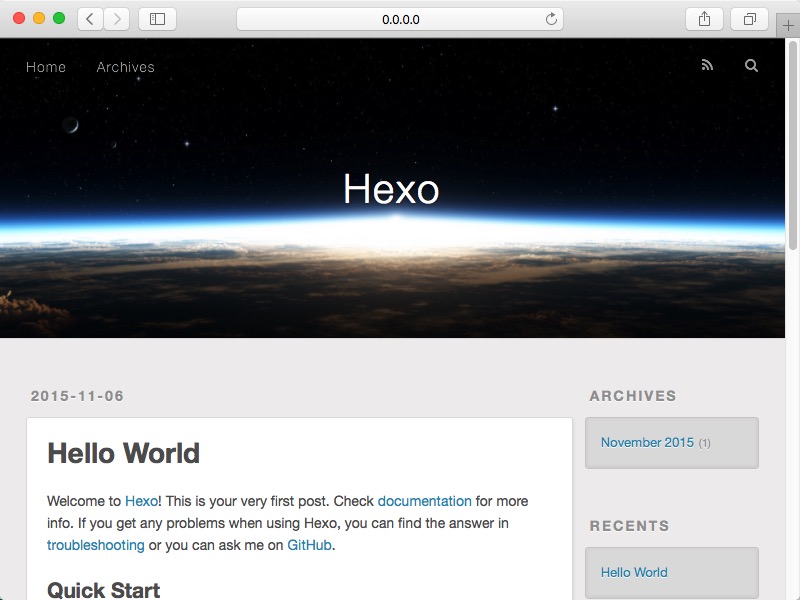 0.0.0.0
Home Archives
Hexo
2015-11-06
Hello World
Welcome to Hexo! This is your very first post. Check documentation for more
info. If you get any problems when using Hexo, you can find the answer in
troubleshooting or you can ask me on GitHub.
Quick Start
ARCHIVES
November 2015 (1)
RECENTS
Hello World